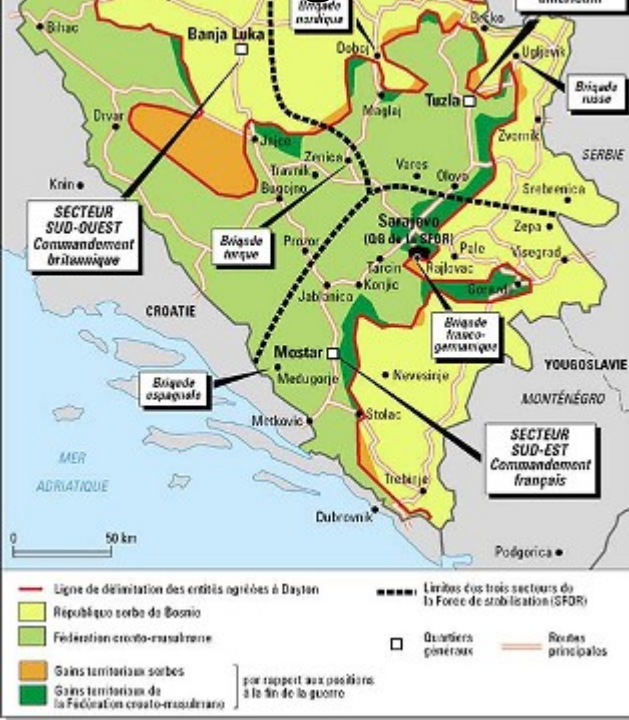 Brigade
nordique
américain
Brčko
Bihac
Banja Luka
Doboj
Ugljevik
Brigade
russe
Tuzla
Maglaj
Drvar
Zvornik
Jajce
Zenica
Travnik
Vares
Olovo
SERBIE
Knin
Bugojno
Srebrenica
SECTEUR
SUD-OUEST
Commandement
britannique
Brigade
turque
Sarajevo
(QG de la SFOR)
Zepa
Prozor
Pale
Visegrad
Tarcin
Rajlovac
Jablanica
Konjic
Gorazde
CROATIE
Brigade
franco-
germanique
Mostar
YOUGOSLAVIE
Brigade
espagnole
Medugorje
Nevesinje
MONTÉNÉGRO
Metkovic
Stolac
SECTEUR
SUD-EST
Commandement
français
MER
ADRIATIQUE
Trebinje
Dubrovnik
0 50 km
Podgorica
Ligne de délimitation des entités agréées à Dayton
République serbe de Bosnie
Fédération croato-musulmane
Gains territoriaux serbes
Gains territoriaux de
la Fédération croato-musulmane
par rapport aux positions
à la fin de la guerre
Limites des trois secteurs de
la Force de stabilisation (SFOR)
Quartiers
généraux
Routes
principales